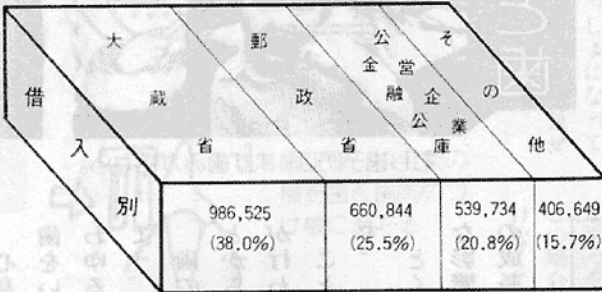 借入別
大蔵省
郵政省
公営企業
金融公庫
その他
986,525
(38.0%)
660,844
(25.5%)
539,734
(20.8%)
406,649
(15.7%)